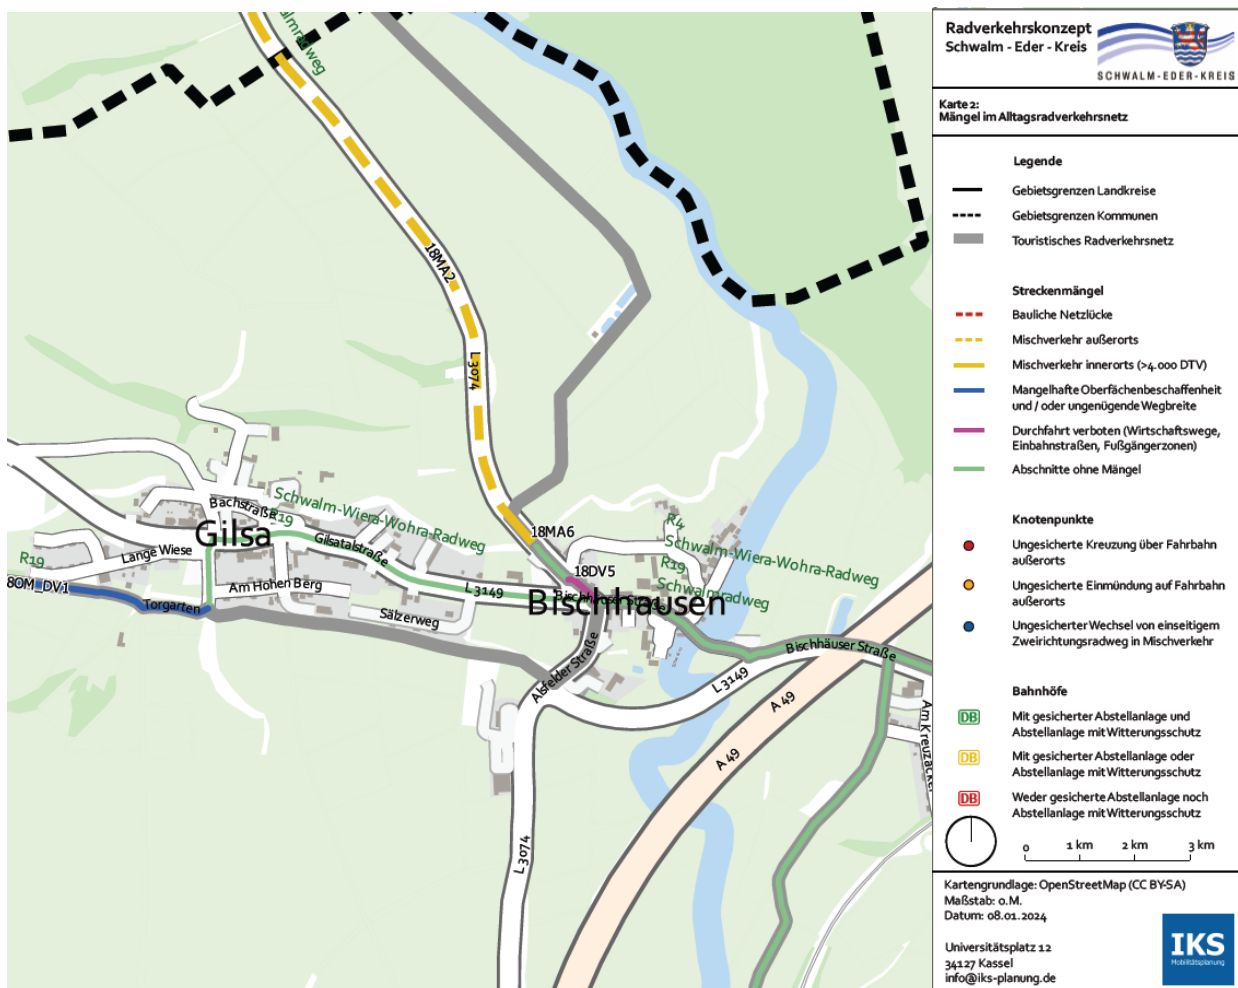 almradweg
18MA2
L 3074
18MA6
18DV5
Schwalm-Wiera-Wohra-Radweg
Bachstraße
R19
Gilsa
Gilsatalstraße
Lange Wiese
R19
8OM_DV1
Torgarten
Am Hohen Berg
Sälzerweg
L 3149
R4
Schwalm-Wiera-Wohra-Radweg
R19
Schwalmradweg
Bischhausen
Alsfelder Straße
Bischhäuser Straße
L 3149
A 49
A 49
L 3074
Am Kreuzacker
Radverkehrskonzept
Schwalm - Eder - Kreis
SCHWALM-EDER-KREIS
Karte 2:
Mängel im Alltagsradverkehrsnetz
Legende
Gebietsgrenzen Landkreise
Gebietsgrenzen Kommunen
Touristisches Radverkehrsnetz
Streckenmängel
Bauliche Netzlücke
Mischverkehr außerorts
Mischverkehr innerorts (>4.000 DTV)
Mangelhafte Oberfächenbeschaffenheit
und / oder ungenügende Wegbreite
Durchfahrt verboten (Wirtschaftswege,
Einbahnstraßen, Fußgängerzonen)
Abschnitte ohne Mängel
Knotenpunkte
Ungesicherte Kreuzung über Fahrbahn
außerorts
Ungesicherte Einmündung auf Fahrbahn
außerorts
Ungesicherter Wechsel von einseitigem
Zweirichtungsradweg in Mischverkehr
Bahnhöfe
DB Mit gesicherter Abstellanlage und
Abstellanlage mit Witterungsschutz
DB Mit gesicherter Abstellanlage oder
Abstellanlage mit Witterungsschutz
DB Weder gesicherte Abstellanlage noch
Abstellanlage mit Witterungsschutz
0 1 km 2 km 3 km
Kartengrundlage: OpenStreetMap (CC BY-SA)
Maßstab: o.M.
Datum: 08.01.2024
Universitätsplatz 12
34127 Kassel
info@iks-planung.de
IKS
Mobilitätsplanung